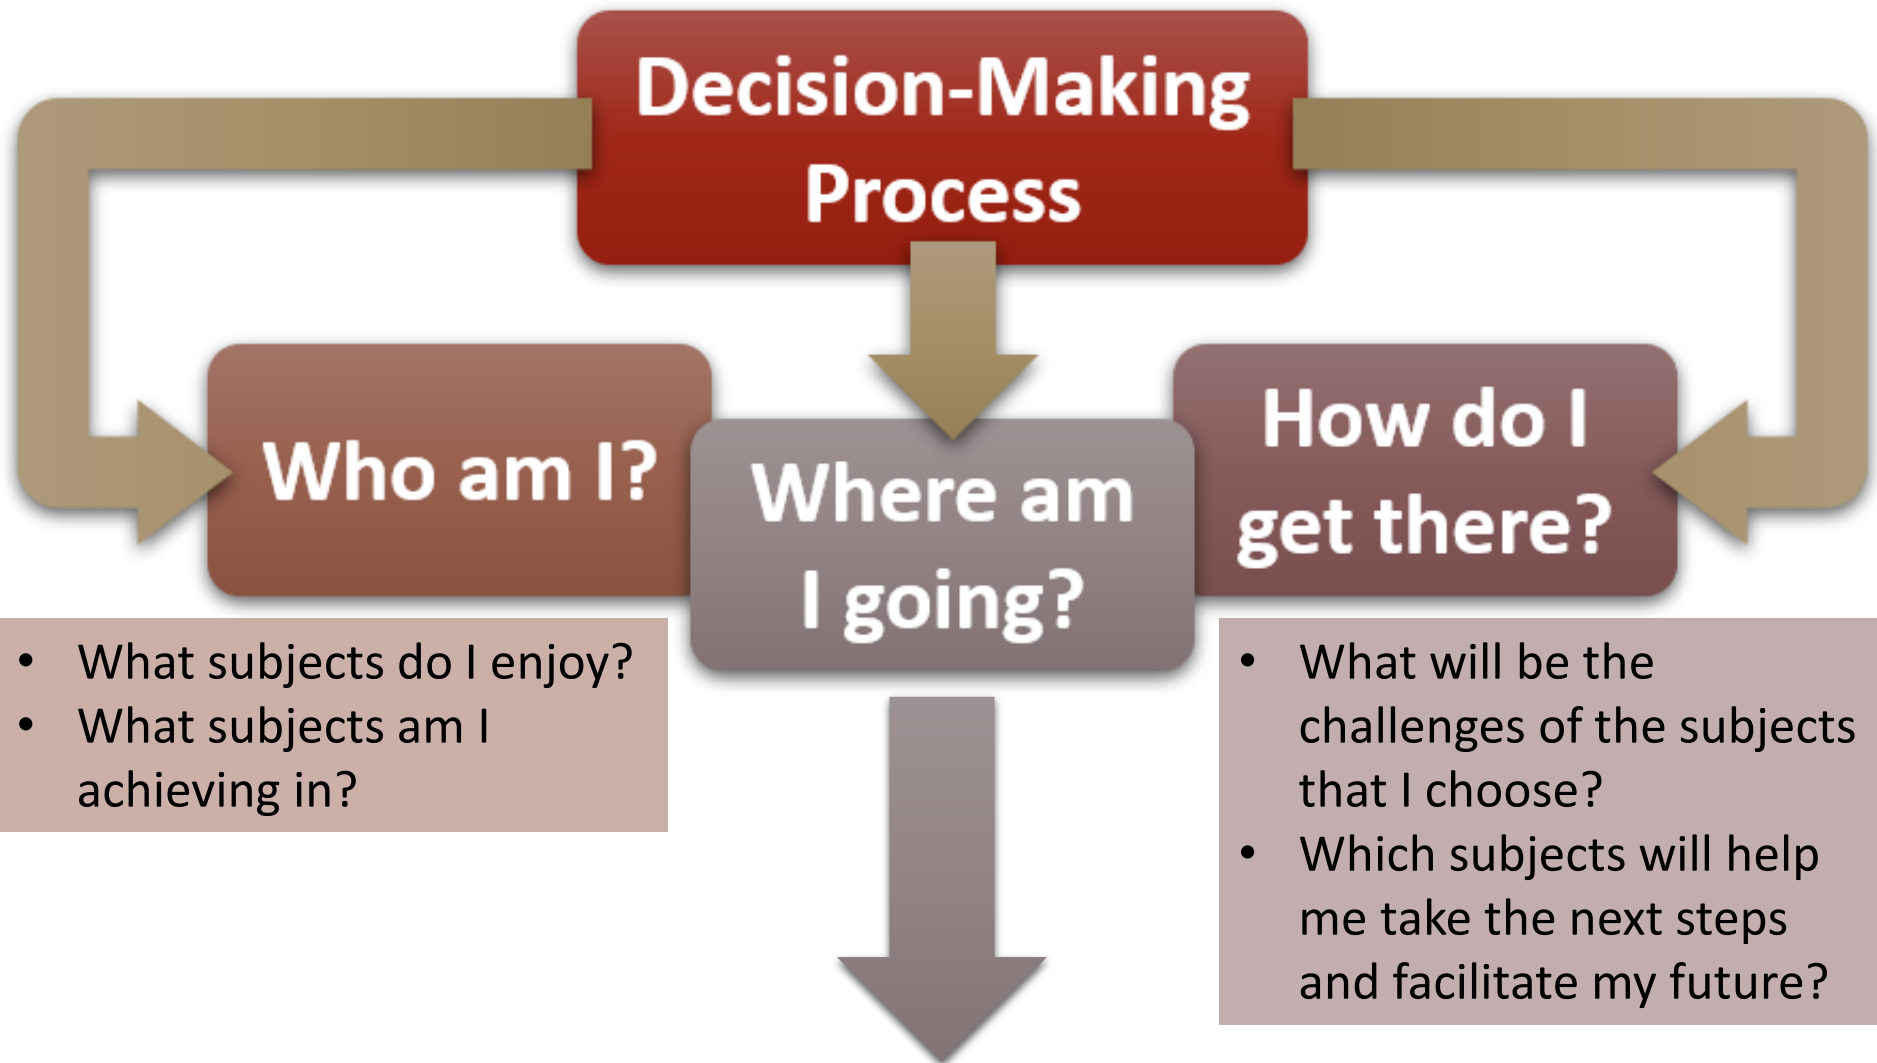 Decision-Making
Process
Who am I?
Where am
I going?
How do I
get there?
• What subjects do I enjoy?
• What subjects am I
achieving in?
• What will be the
challenges of the subjects
that I choose?
• Which subjects will help
me take the next steps
and facilitate my future?